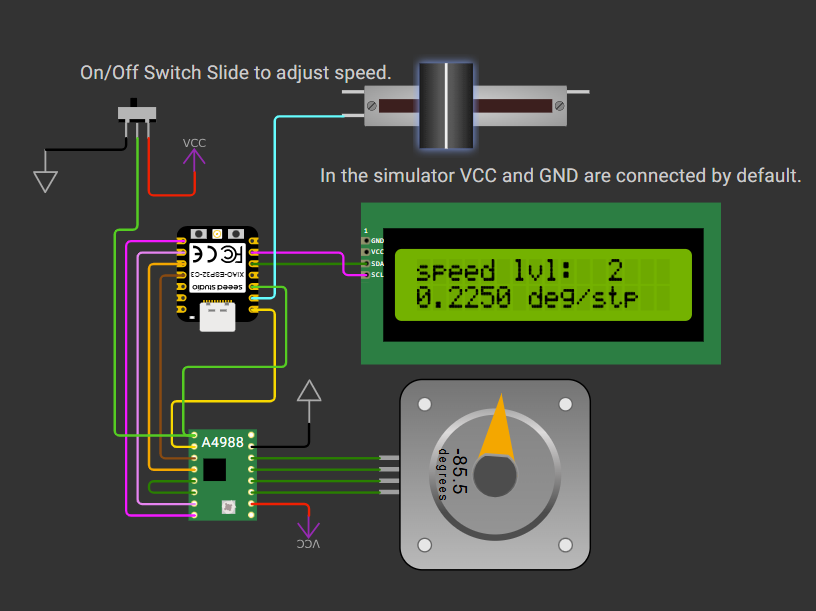 On/Off Switch Slide to adjust speed.
VCC
In the simulator VCC and GND are connected by default.
1
GND
VCC
SDA
SCL
speed lvl: 2
0.2250 deg/stp
FC CE
XIAO-ESP32-C3
seeed studio
A4988
-85.5
degrees
VCC